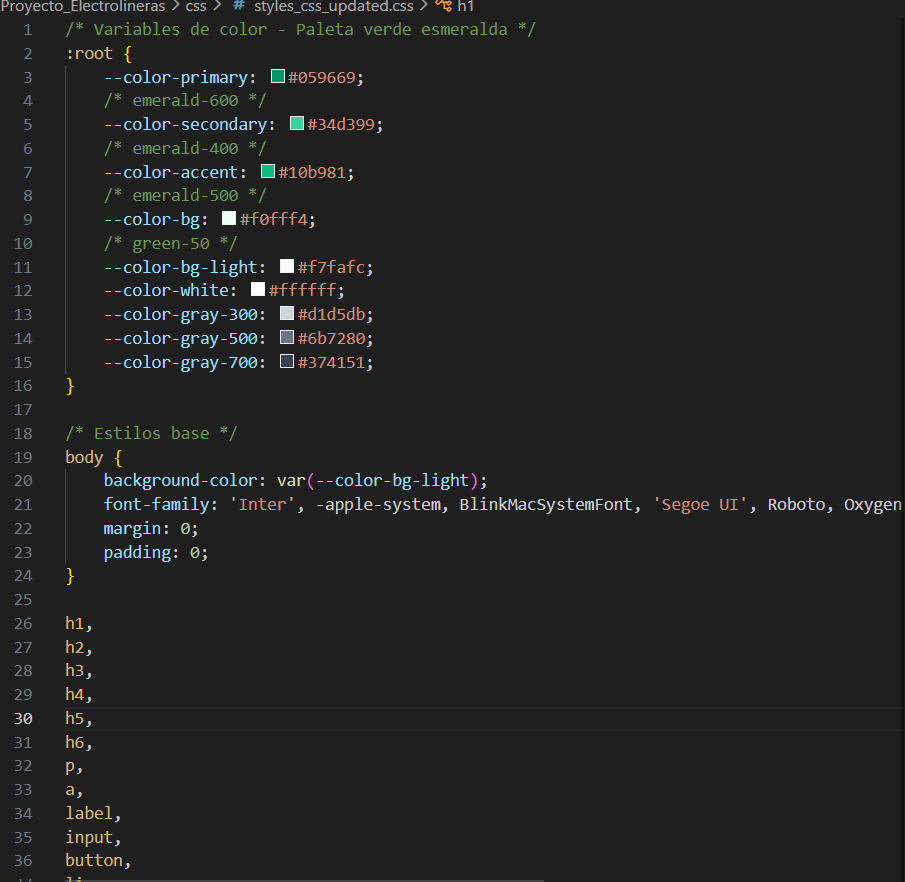 Proyecto_Electrolineras > css > # styles_css_updated.css > h1
1 /* Variables de color - Paleta verde esmeralda */
2 :root {
3 --color-primary: #059669;
4 /* emerald-600 */
5 --color-secondary: #34d399;
6 /* emerald-400 */
7 --color-accent: #10b981;
8 /* emerald-500 */
9 --color-bg: #f0fff4;
10 /* green-50 */
11 --color-bg-light: #f7fafc;
12 --color-white: #ffffff;
13 --color-gray-300: #d1d5db;
14 --color-gray-500: #6b7280;
15 --color-gray-700: #374151;
16 }
17
18 /* Estilos base */
19 body {
20 background-color: var(--color-bg-light);
21 font-family: 'Inter', -apple-system, BlinkMacSystemFont, 'Segoe UI', Roboto, Oxygen
22 margin: 0;
23 padding: 0;
24 }
25
26 h1,
27 h2,
28 h3,
29 h4,
30 h5,
31 h6,
32 p,
33 a,
34 label,
35 input,
36 button,